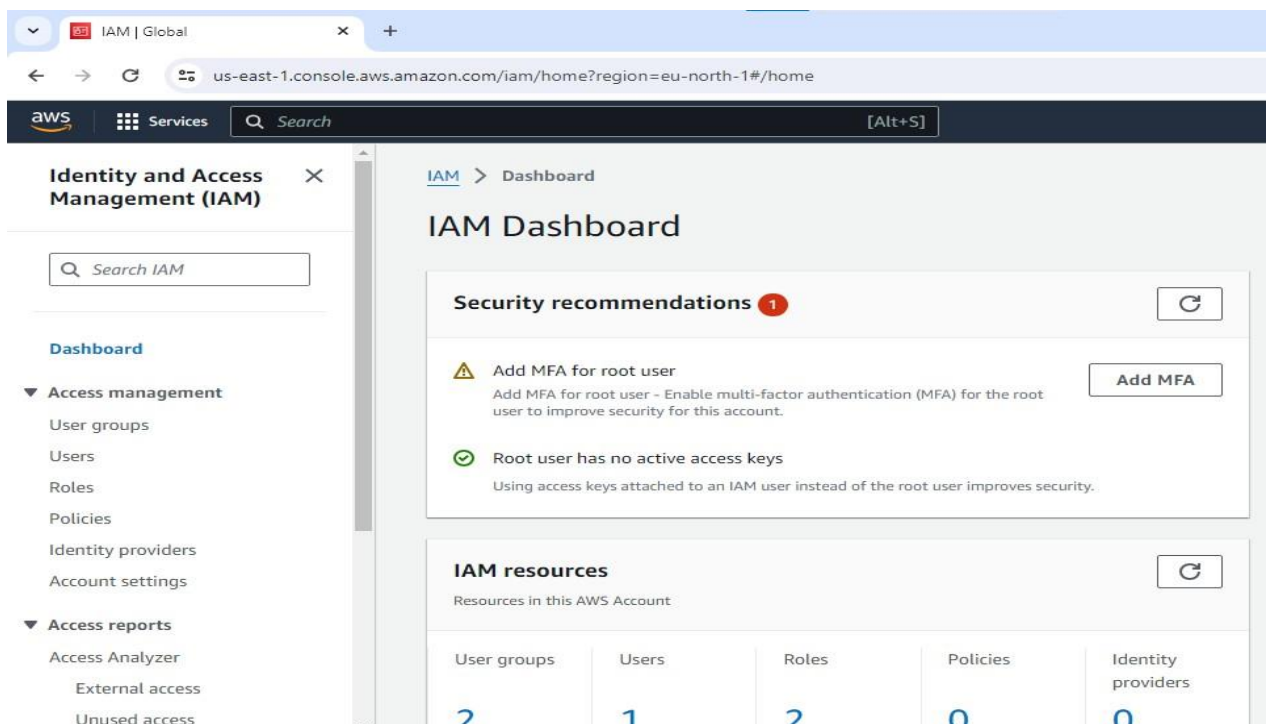 IAM | Global
us-east-1.console.aws.amazon.com/iam/home?region=eu-north-1#/home
aws
Services
Search
[Alt+S]
Identity and Access
Management (IAM)
Search IAM
Dashboard
Access management
User groups
Users
Roles
Policies
Identity providers
Account settings
Access reports
Access Analyzer
External access
Unused access
IAM > Dashboard
IAM Dashboard
Security recommendations 1
Add MFA for root user
Add MFA for root user - Enable multi-factor authentication (MFA) for the root
user to improve security for this account.
Add MFA
Root user has no active access keys
Using access keys attached to an IAM user instead of the root user improves security.
IAM resources
Resources in this AWS Account
User groups
Users
Roles
Policies
Identity
providers
2
1
2
0
0